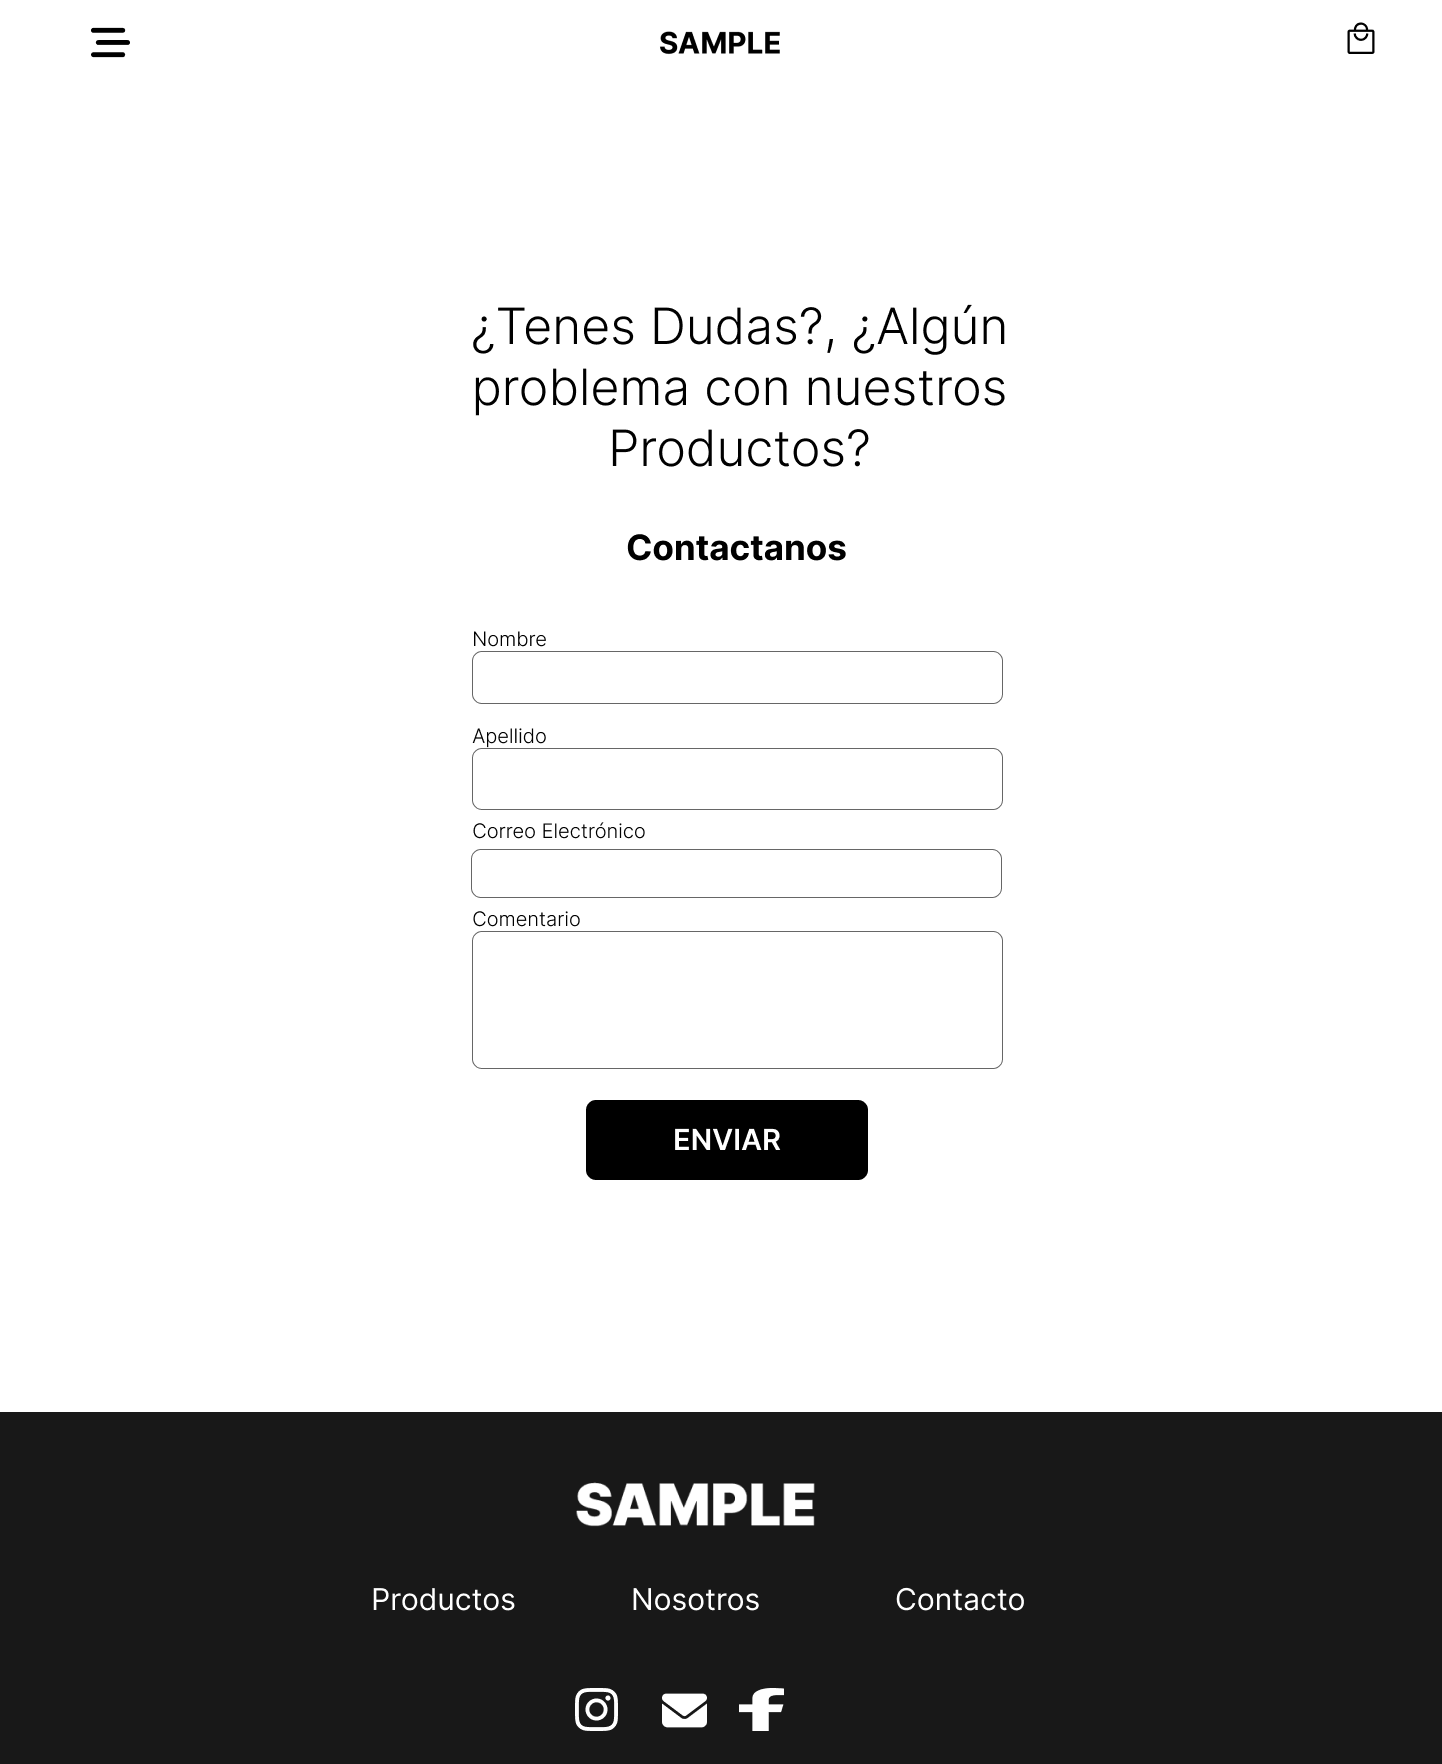 SAMPLE
¿Tenes Dudas?, ¿Algún
problema con nuestros
Productos?
Contactanos
Nombre
Apellido
Correo Electrónico
Comentario
ENVIAR
SAMPLE
Productos Nosotros Contacto